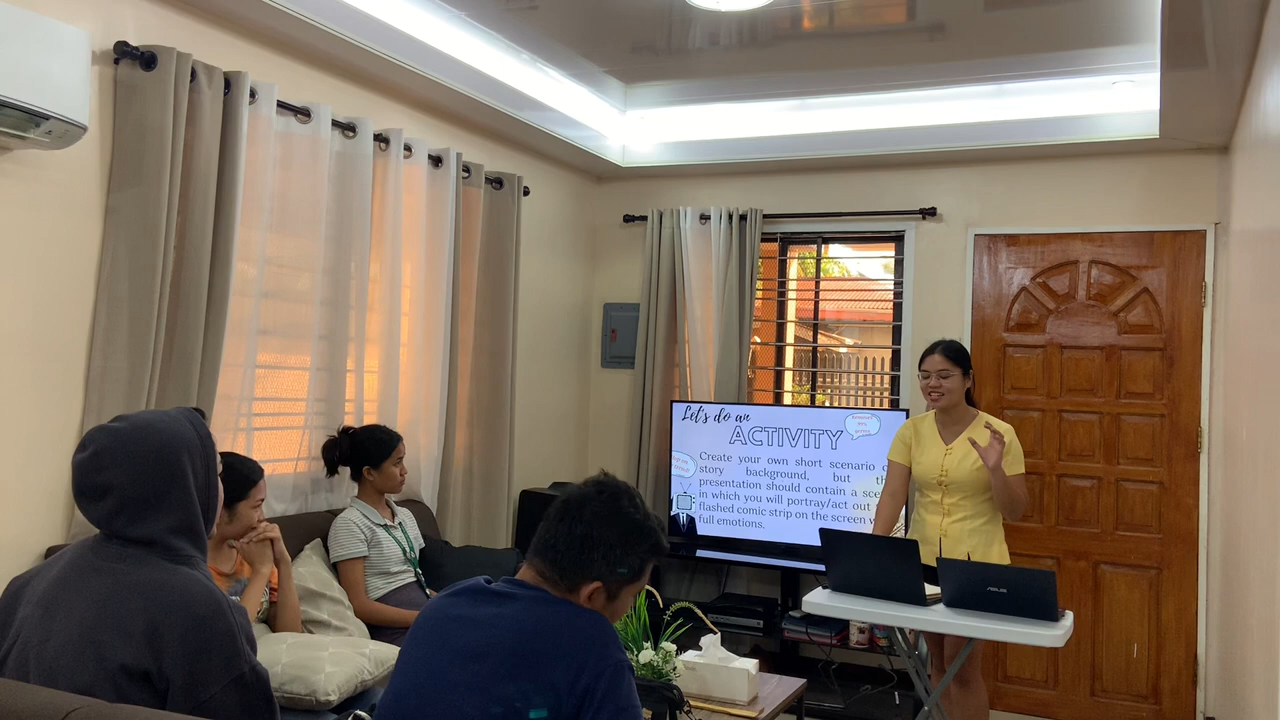 Let's do an
ACTIVITY
Create your own short scenario
story background, but
presentation should contain a
in which you will portray/act out
flashed comic strip on the screen
full emotions.
ASUS